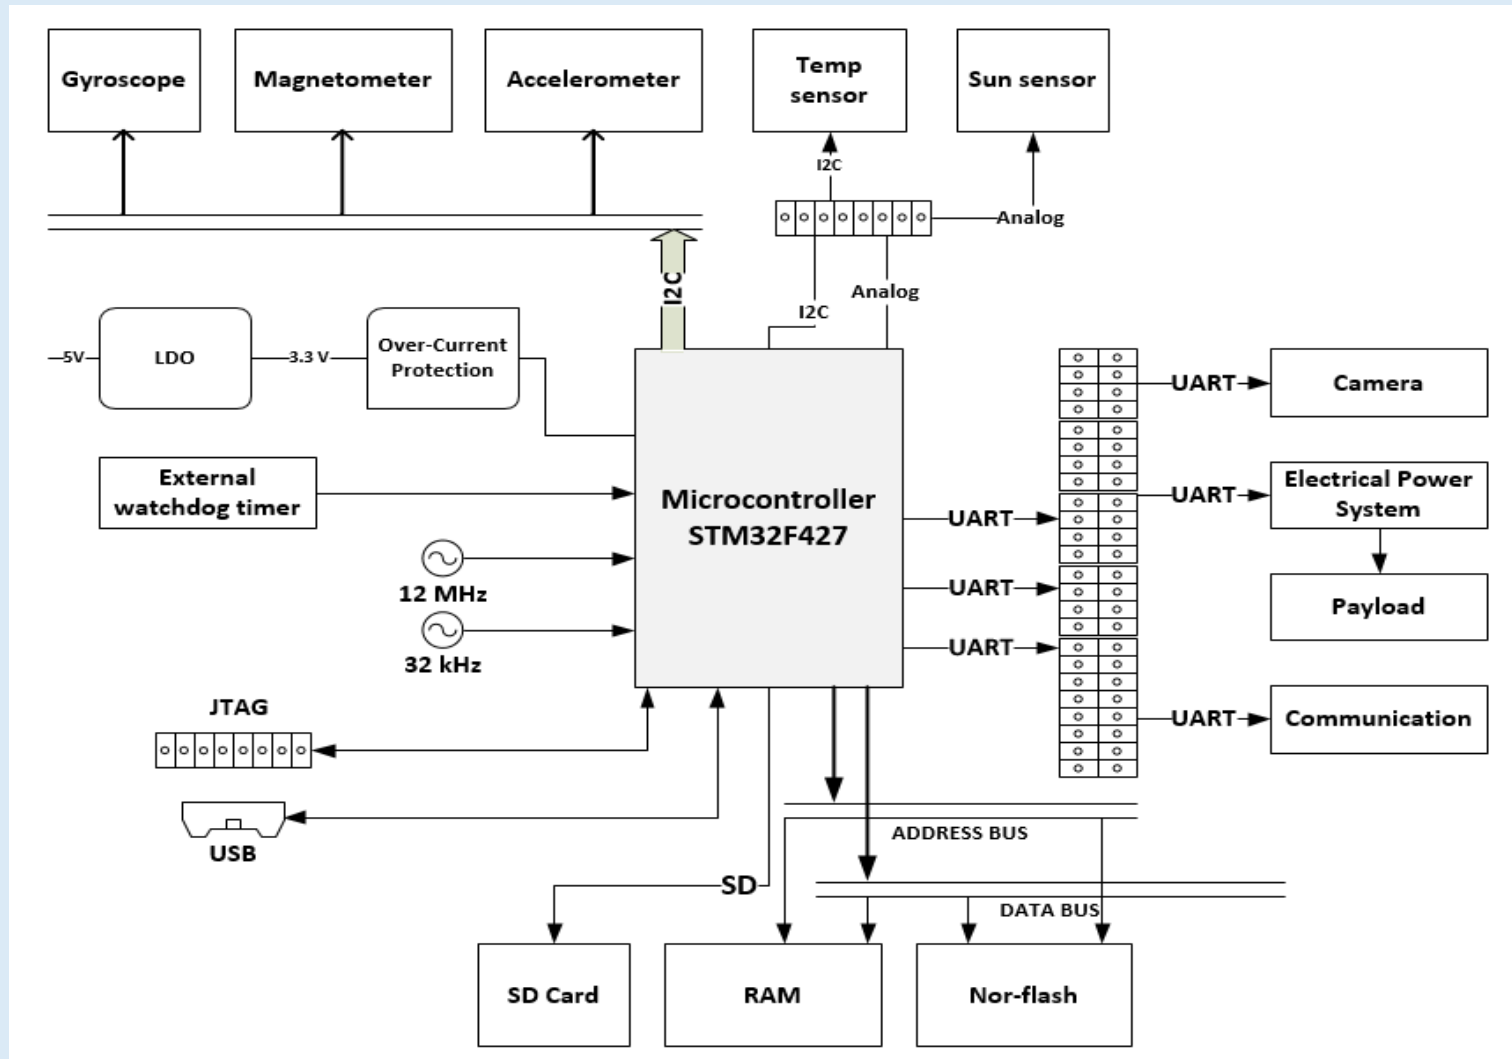 Gyroscope
Magnetometer
Accelerometer
Temp
sensor
Sun sensor
I2C
Analog
I2C
Analog
I2C
5V
LDO
3.3 V
Over-Current
Protection
UART
Camera
External
watchdog timer
Microcontroller
STM32F427
UART
UART
Electrical Power
System
12 MHz
UART
Payload
32 kHz
UART
JTAG
UART
Communication
USB
ADDRESS BUS
SD
DATA BUS
SD Card
RAM
Nor-flash